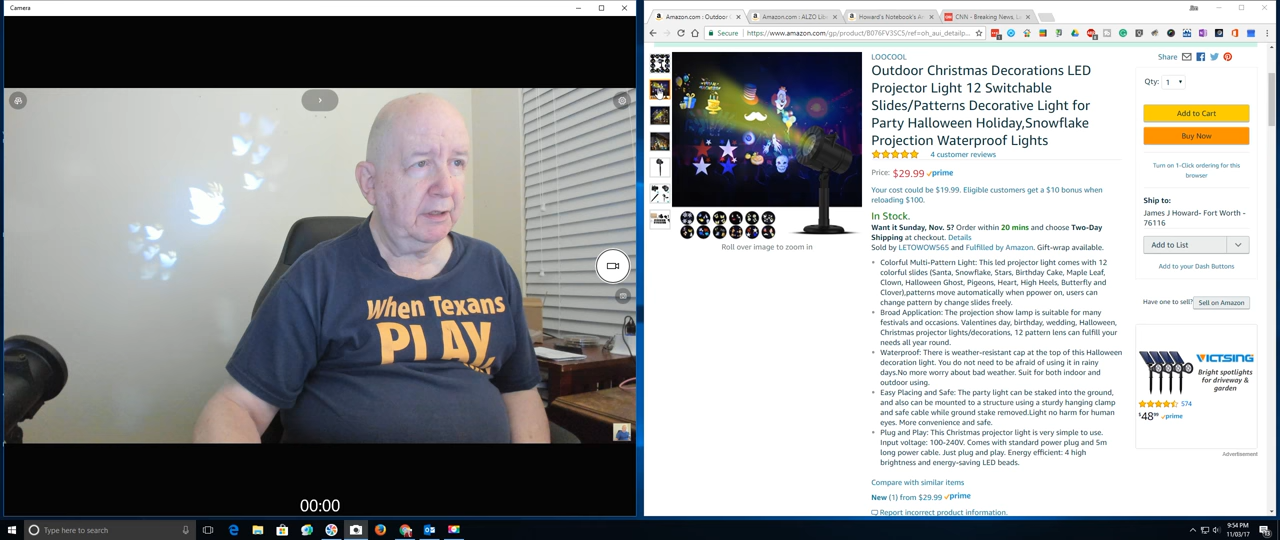 Camera
When Texans
PLAY
00:00
Amazon.com : Outdoor
Amazon.com : ALZO
Howard's Notebook's
CNN - Breaking News,
Secure
https://www.amazon.com/gp/product/B076FV3SC5/ref=oh_aui_detailp...
LOOCOOL
Share
Outdoor Christmas Decorations LED
Projector Light 12 Switchable
Slides/Patterns Decorative Light for
Party Halloween Holiday,Snowflake
Projection Waterproof Lights
4 customer reviews
Price: $29.99 prime
Your cost could be $19.99. Eligible customers get a $10 bonus when
reloading $100.
In Stock.
Want it Sunday, Nov. 5? Order within 20 mins and choose Two-Day
Shipping at checkout. Details
Sold by LETOWOW565 and Fulfilled by Amazon. Gift-wrap available.
Roll over image to zoom in
Colorful Multi-Pattern Light: This led projector light comes with 12
colorful slides (Santa, Snowflake, Stars, Birthday Cake, Maple Leaf,
Clown, Halloween Ghost, Pigeons, Heart, High Heels, Butterfly and
Clover),patterns move automatically when ppower on, users can
change pattern by change slides freely.
Broad Application: The projection show lamp is suitable for many
festivals and occasions. Valentines day, birthday, wedding, Halloween,
Christmas projector lights/decorations, 12 pattern lens can fulfill your
needs all year round.
Waterproof: There is weather-resistant cap at the top of this Halloween
decoration light. You do not need to be afraid of using it in rainy
days.No more worry about bad weather. Suit for both indoor and
outdoor using.
Easy Placing and Safe: The party light can be staked into the ground,
and also can be mounted to a structure using a sturdy hanging clamp
and safe cable while ground stake removed.Light no harm for human
eyes. More convenience and safe.
Plug and Play: This Christmas projector light is very simple to use.
Input voltage: 100-240V. Comes with standard power plug and 5m
long power cable. Just plug and play. Energy efficient: 4 high
brightness and energy-saving LED beads.
Compare with similar items
New (1) from $29.99 prime
Report incorrect product information.
Qty: 1
Add to Cart
Buy Now
Turn on 1-Click ordering for this
browser
Ship to:
James J Howard- Fort Worth -
76116
Add to List
Add to your Dash Buttons
Have one to sell? Sell on Amazon
VICTSING
Bright spotlights
for driveway &
garden
574
$48.99 prime
Advertisement
Type here to search
9:54 PM
11/03/17